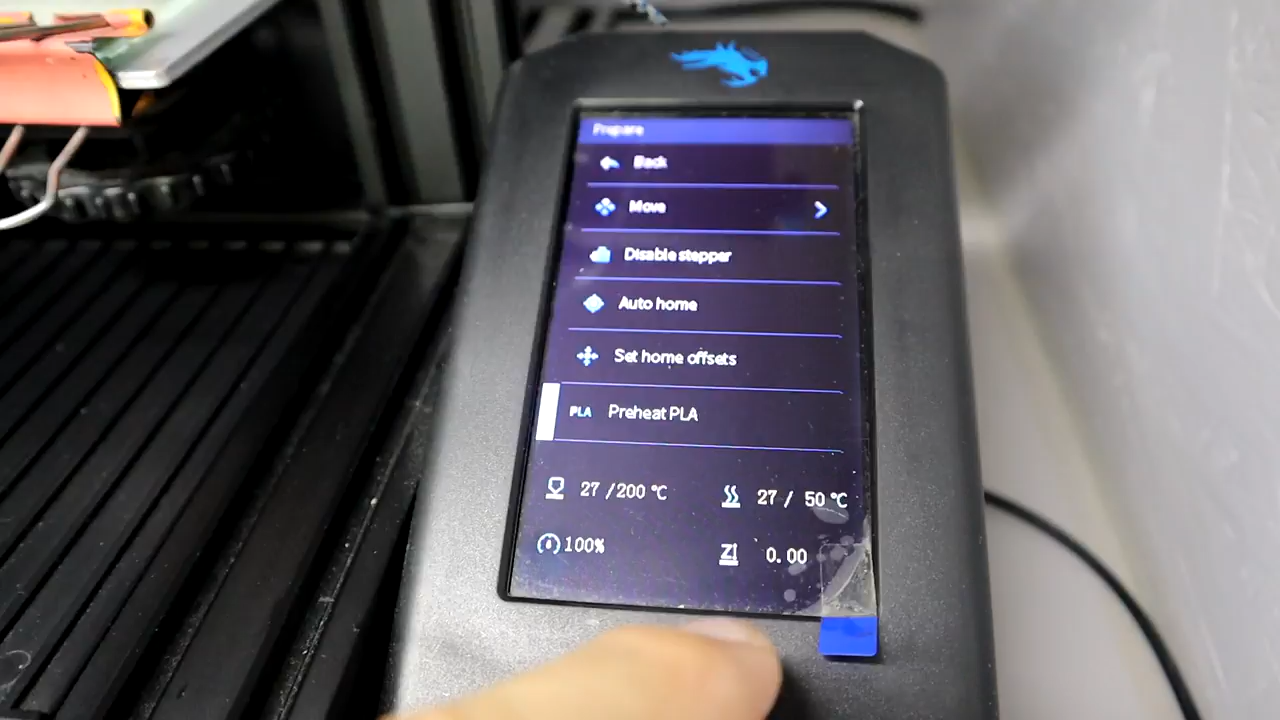 Prepare
Back
Move
Disable stepper
Auto home
Set home offsets
PLA Preheat PLA
27 /200 ℃ 27 / 50 ℃
100% Z 0.00